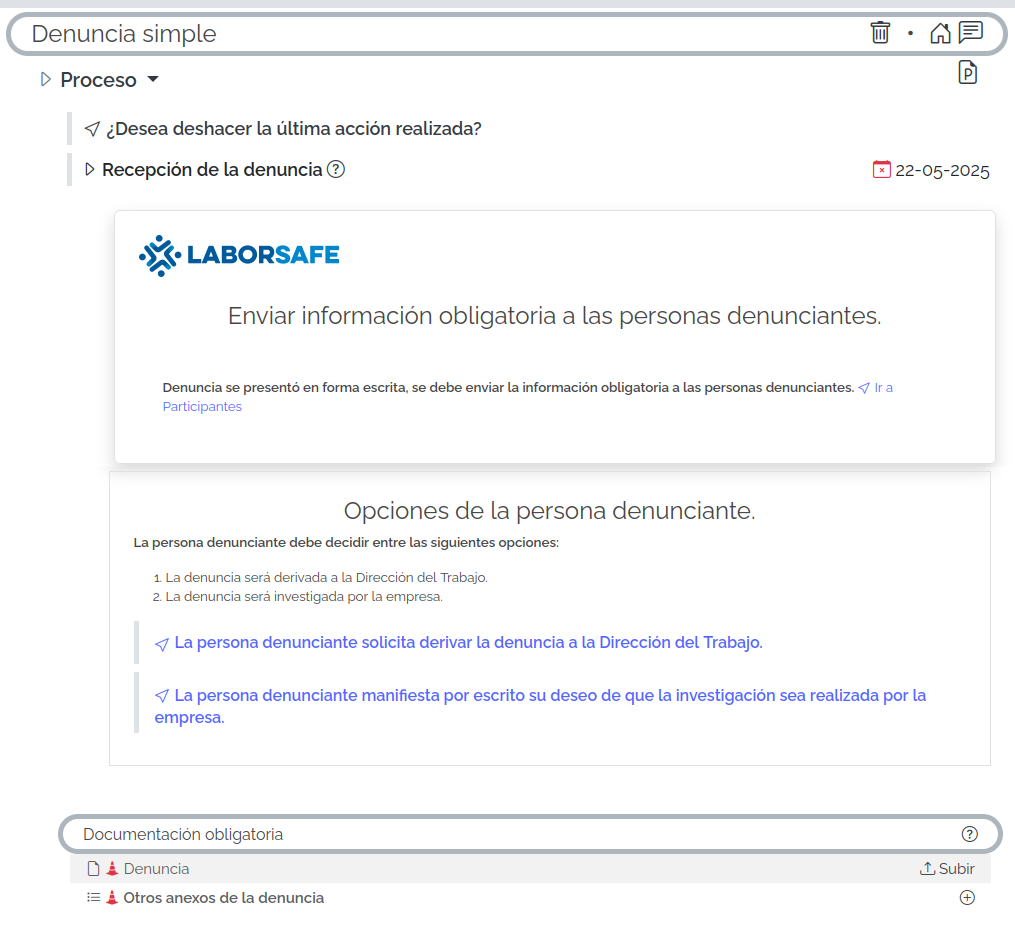 Denuncia simple
Proceso
¿Desea deshacer la última acción realizada?
Recepción de la denuncia
22-05-2025
LABORSAFE
Enviar información obligatoria a las personas denunciantes.
Denuncia se presentó en forma escrita, se debe enviar la información obligatoria a las personas denunciantes. Ir a
Participantes
Opciones de la persona denunciante.
La persona denunciante debe decidir entre las siguientes opciones:
1. La denuncia será derivada a la Dirección del Trabajo.
2. La denuncia será investigada por la empresa.
La persona denunciante solicita derivar la denuncia a la Dirección del Trabajo.
La persona denunciante manifiesta por escrito su deseo de que la investigación sea realizada por la
empresa.
Documentación obligatoria
Denuncia
Subir
Otros anexos de la denuncia